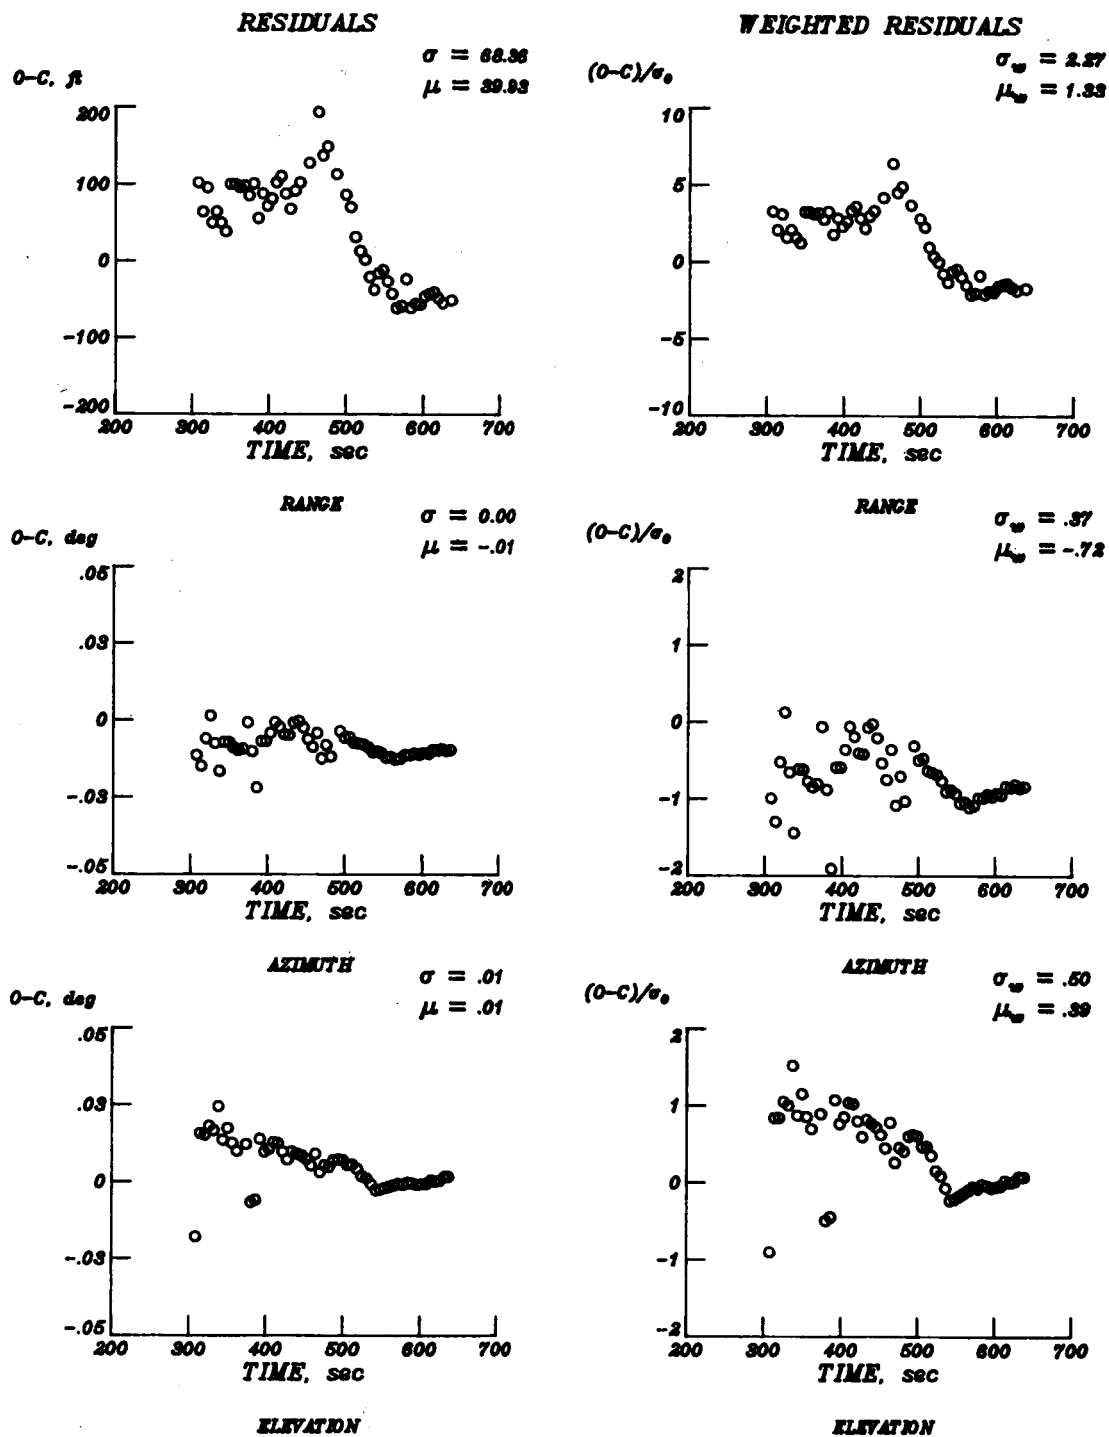 RESIDUALS
σ = 68.36
μ = 39.93
O-C, ft
200
100
0
-100
-200
200 300 400 500 600 700
TIME, sec
RANGE
WEIGHTED RESIDUALS
σw = 2.27
μw = 1.33
(O-C)/σo
10
5
0
-5
-10
200 300 400 500 600 700
TIME, sec
RANGE
σ = 0.00
μ = -.01
O-C, deg
.05
.03
0
-.03
-.05
200 300 400 500 600 700
TIME, sec
AZIMUTH
σw = .37
μw = -.72
(O-C)/σo
2
1
0
-1
-2
200 300 400 500 600 700
TIME, sec
AZIMUTH
σ = .01
μ = .01
O-C, deg
.05
.03
0
-.03
-.05
200 300 400 500 600 700
TIME, sec
ELEVATION
σw = .50
μw = .39
(O-C)/σo
2
1
0
-1
-2
200 300 400 500 600 700
TIME, sec
ELEVATION